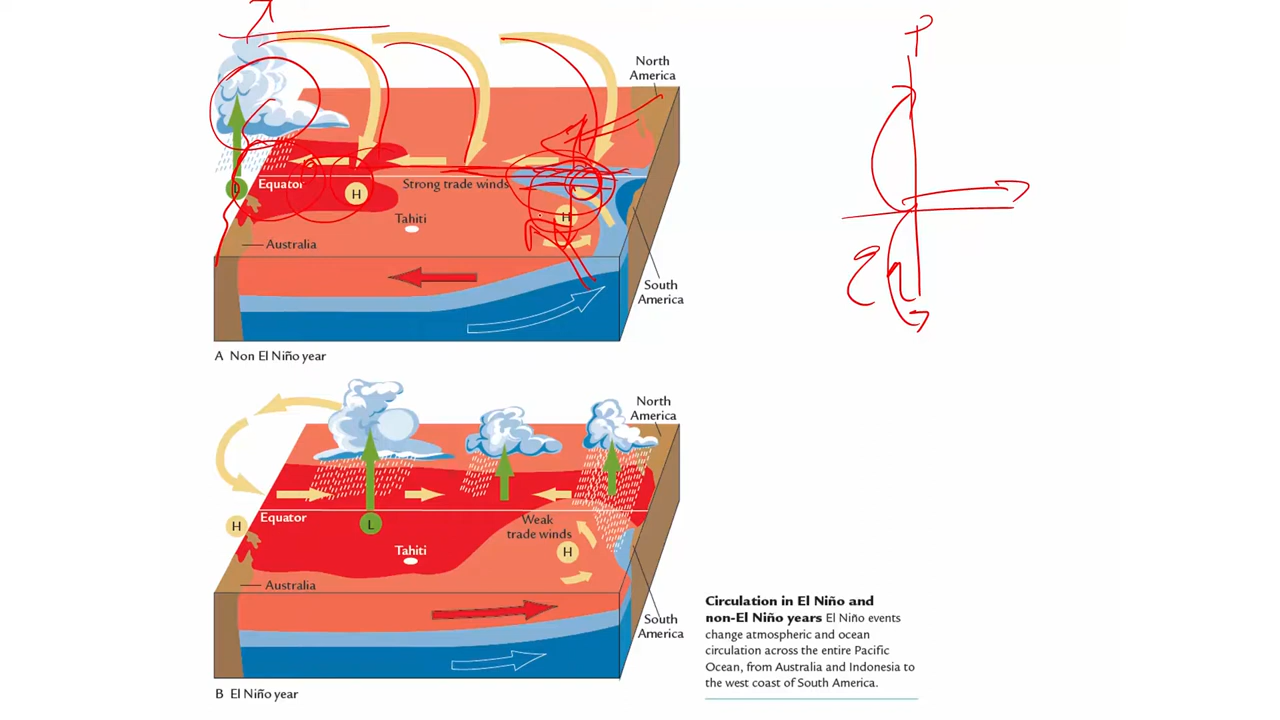 P
North
America
L
Equator
H
Strong trade winds
Tahiti
H
Australia
South
America
A Non El Niño year
North
America
H
Equator
L
Weak
trade winds
Tahiti
H
Australia
South
America
B El Niño year
Circulation in El Niño and
non-El Niño years El Niño events
change atmospheric and ocean
circulation across the entire Pacific
Ocean, from Australia and Indonesia to
the west coast of South America.